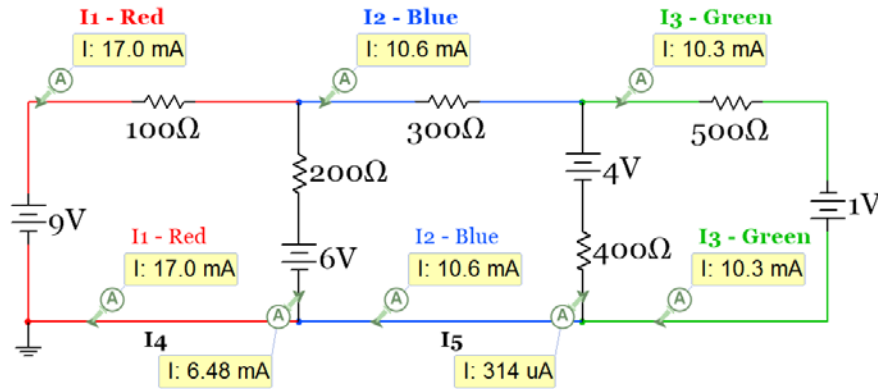 I1 - Red
I2 - Blue
I3 - Green
I: 17.0 mA
I: 10.6 mA
I: 10.3 mA
A
A
A
100Ω
300Ω
500Ω
200Ω
4V
9V
1V
6V
400Ω
I1 - Red
I2 - Blue
I3 - Green
I: 17.0 mA
I: 10.6 mA
I: 10.3 mA
A
A
A
A
A
I4
I5
I: 6.48 mA
I: 314 uA